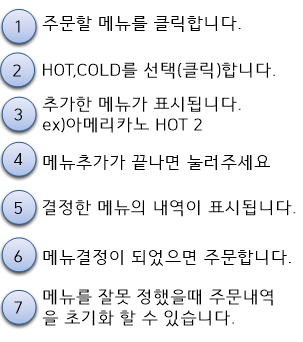 1 주문할 메뉴를 클릭합니다.
2 HOT,COLD를 선택(클릭)합니다.
3 추가한 메뉴가 표시됩니다.
ex)아메리카노 HOT 2
4 메뉴추가가 끝나면 눌러주세요
5 결정한 메뉴의 내역이 표시됩니다.
6 메뉴결정이 되었으면 주문합니다.
7 메뉴를 잘못 정했을때 주문내역
을 초기화 할 수 있습니다.